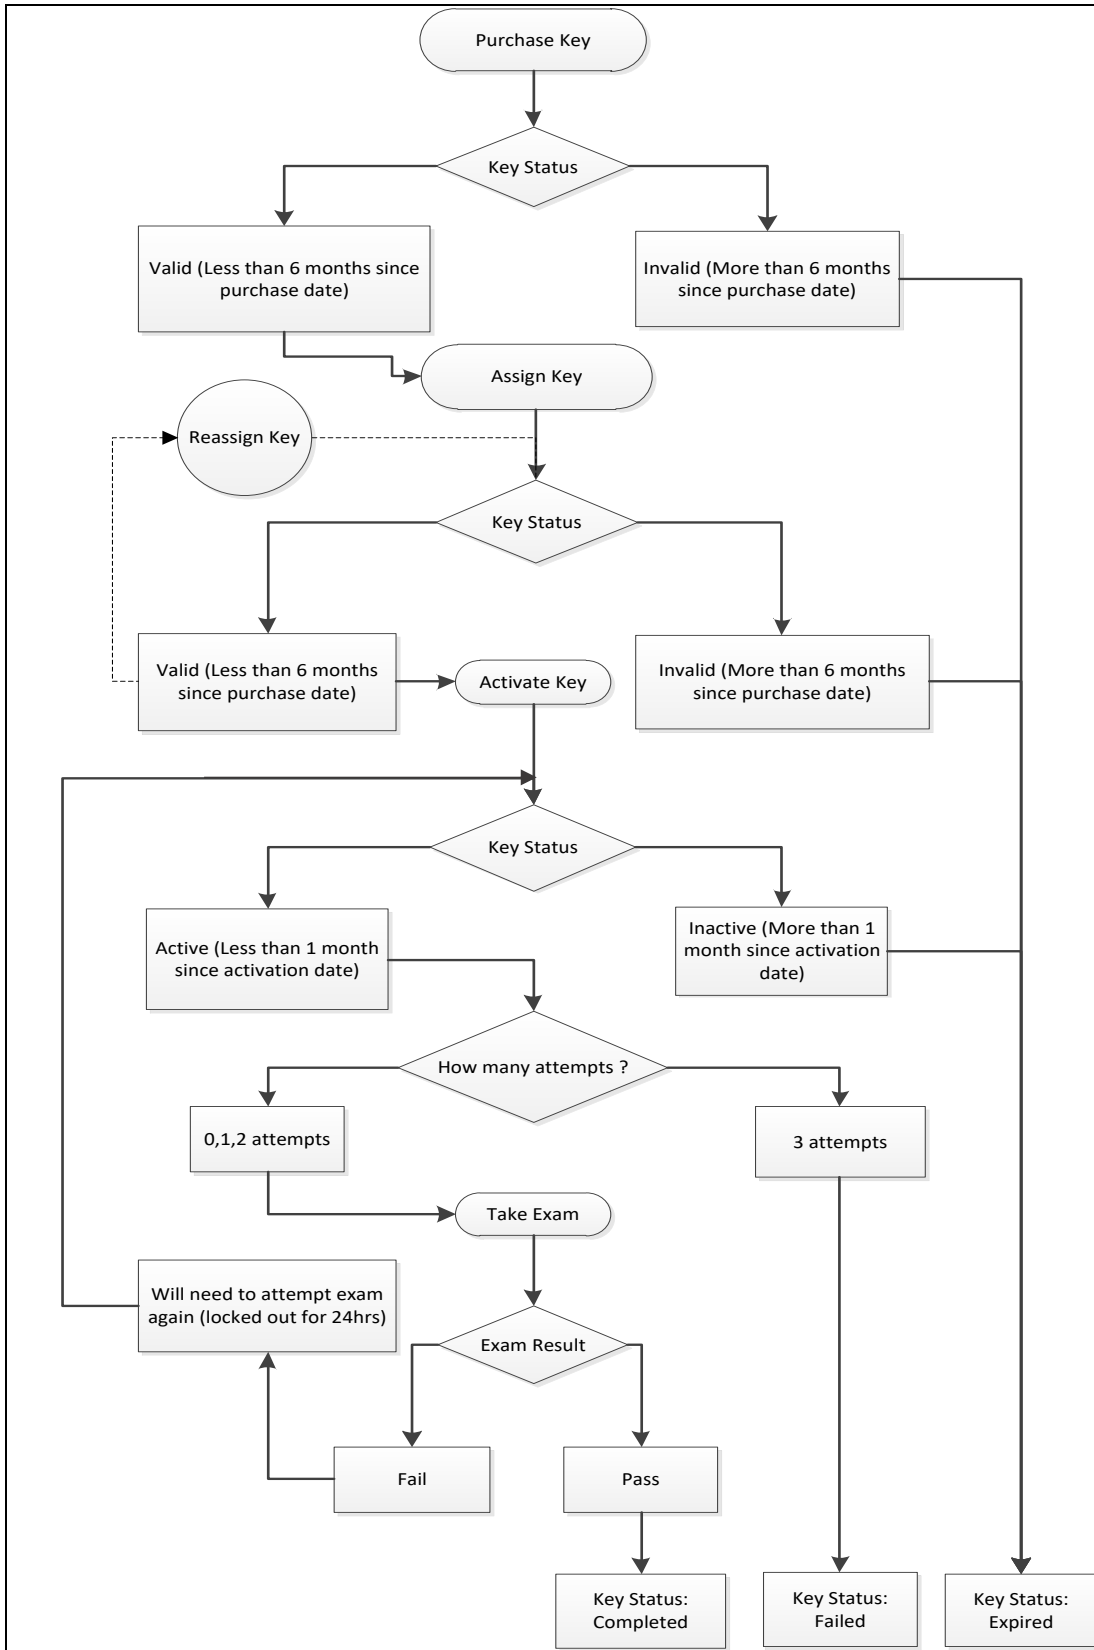 Purchase Key
Key Status
Valid (Less than 6 months since
purchase date)
Invalid (More than 6 months
since purchase date)
Assign Key
Reassign Key
Key Status
Valid (Less than 6 months
since purchase date)
Activate Key
Invalid (More than 6 months
since purchase date)
Key Status
Active (Less than 1 month
since activation date)
Inactive (More than 1
month since activation
date)
How many attempts ?
0,1,2 attempts
3 attempts
Take Exam
Will need to attempt exam
again (locked out for 24hrs)
Exam Result
Fail
Pass
Key Status:
Completed
Key Status:
Failed
Key Status:
Expired